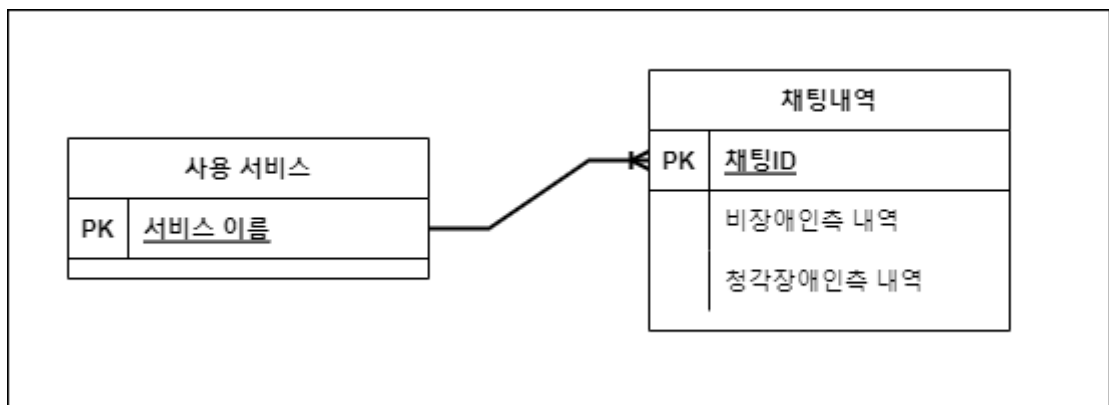 사용 서비스
PK 서비스 이름
채팅내역
PK 채팅ID
비장애인측 내역
청각장애인측 내역